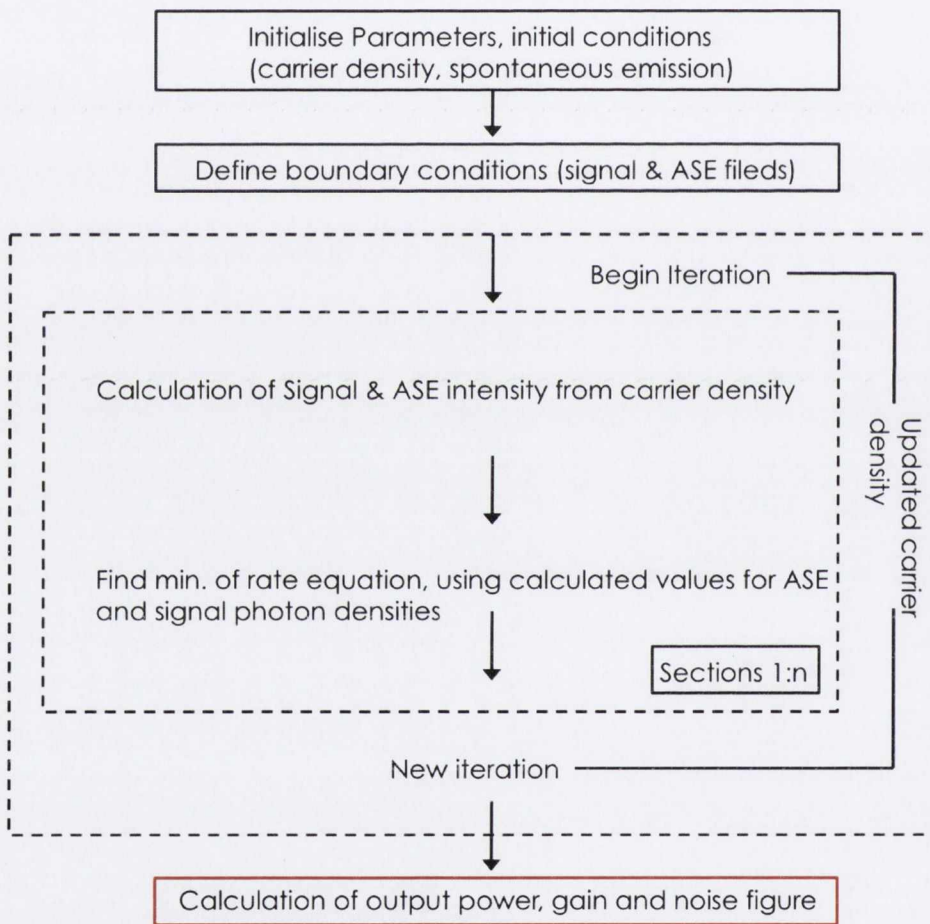 Initialise Parameters, initial conditions
(carrier density, spontaneous emission)
Define boundary conditions (signal & ASE fileds)
Begin Iteration
Calculation of Signal & ASE intensity from carrier density
Updated carrier
density
Find min. of rate equation, using calculated values for ASE
and signal photon densities
Sections 1:n
New iteration
Calculation of output power, gain and noise figure